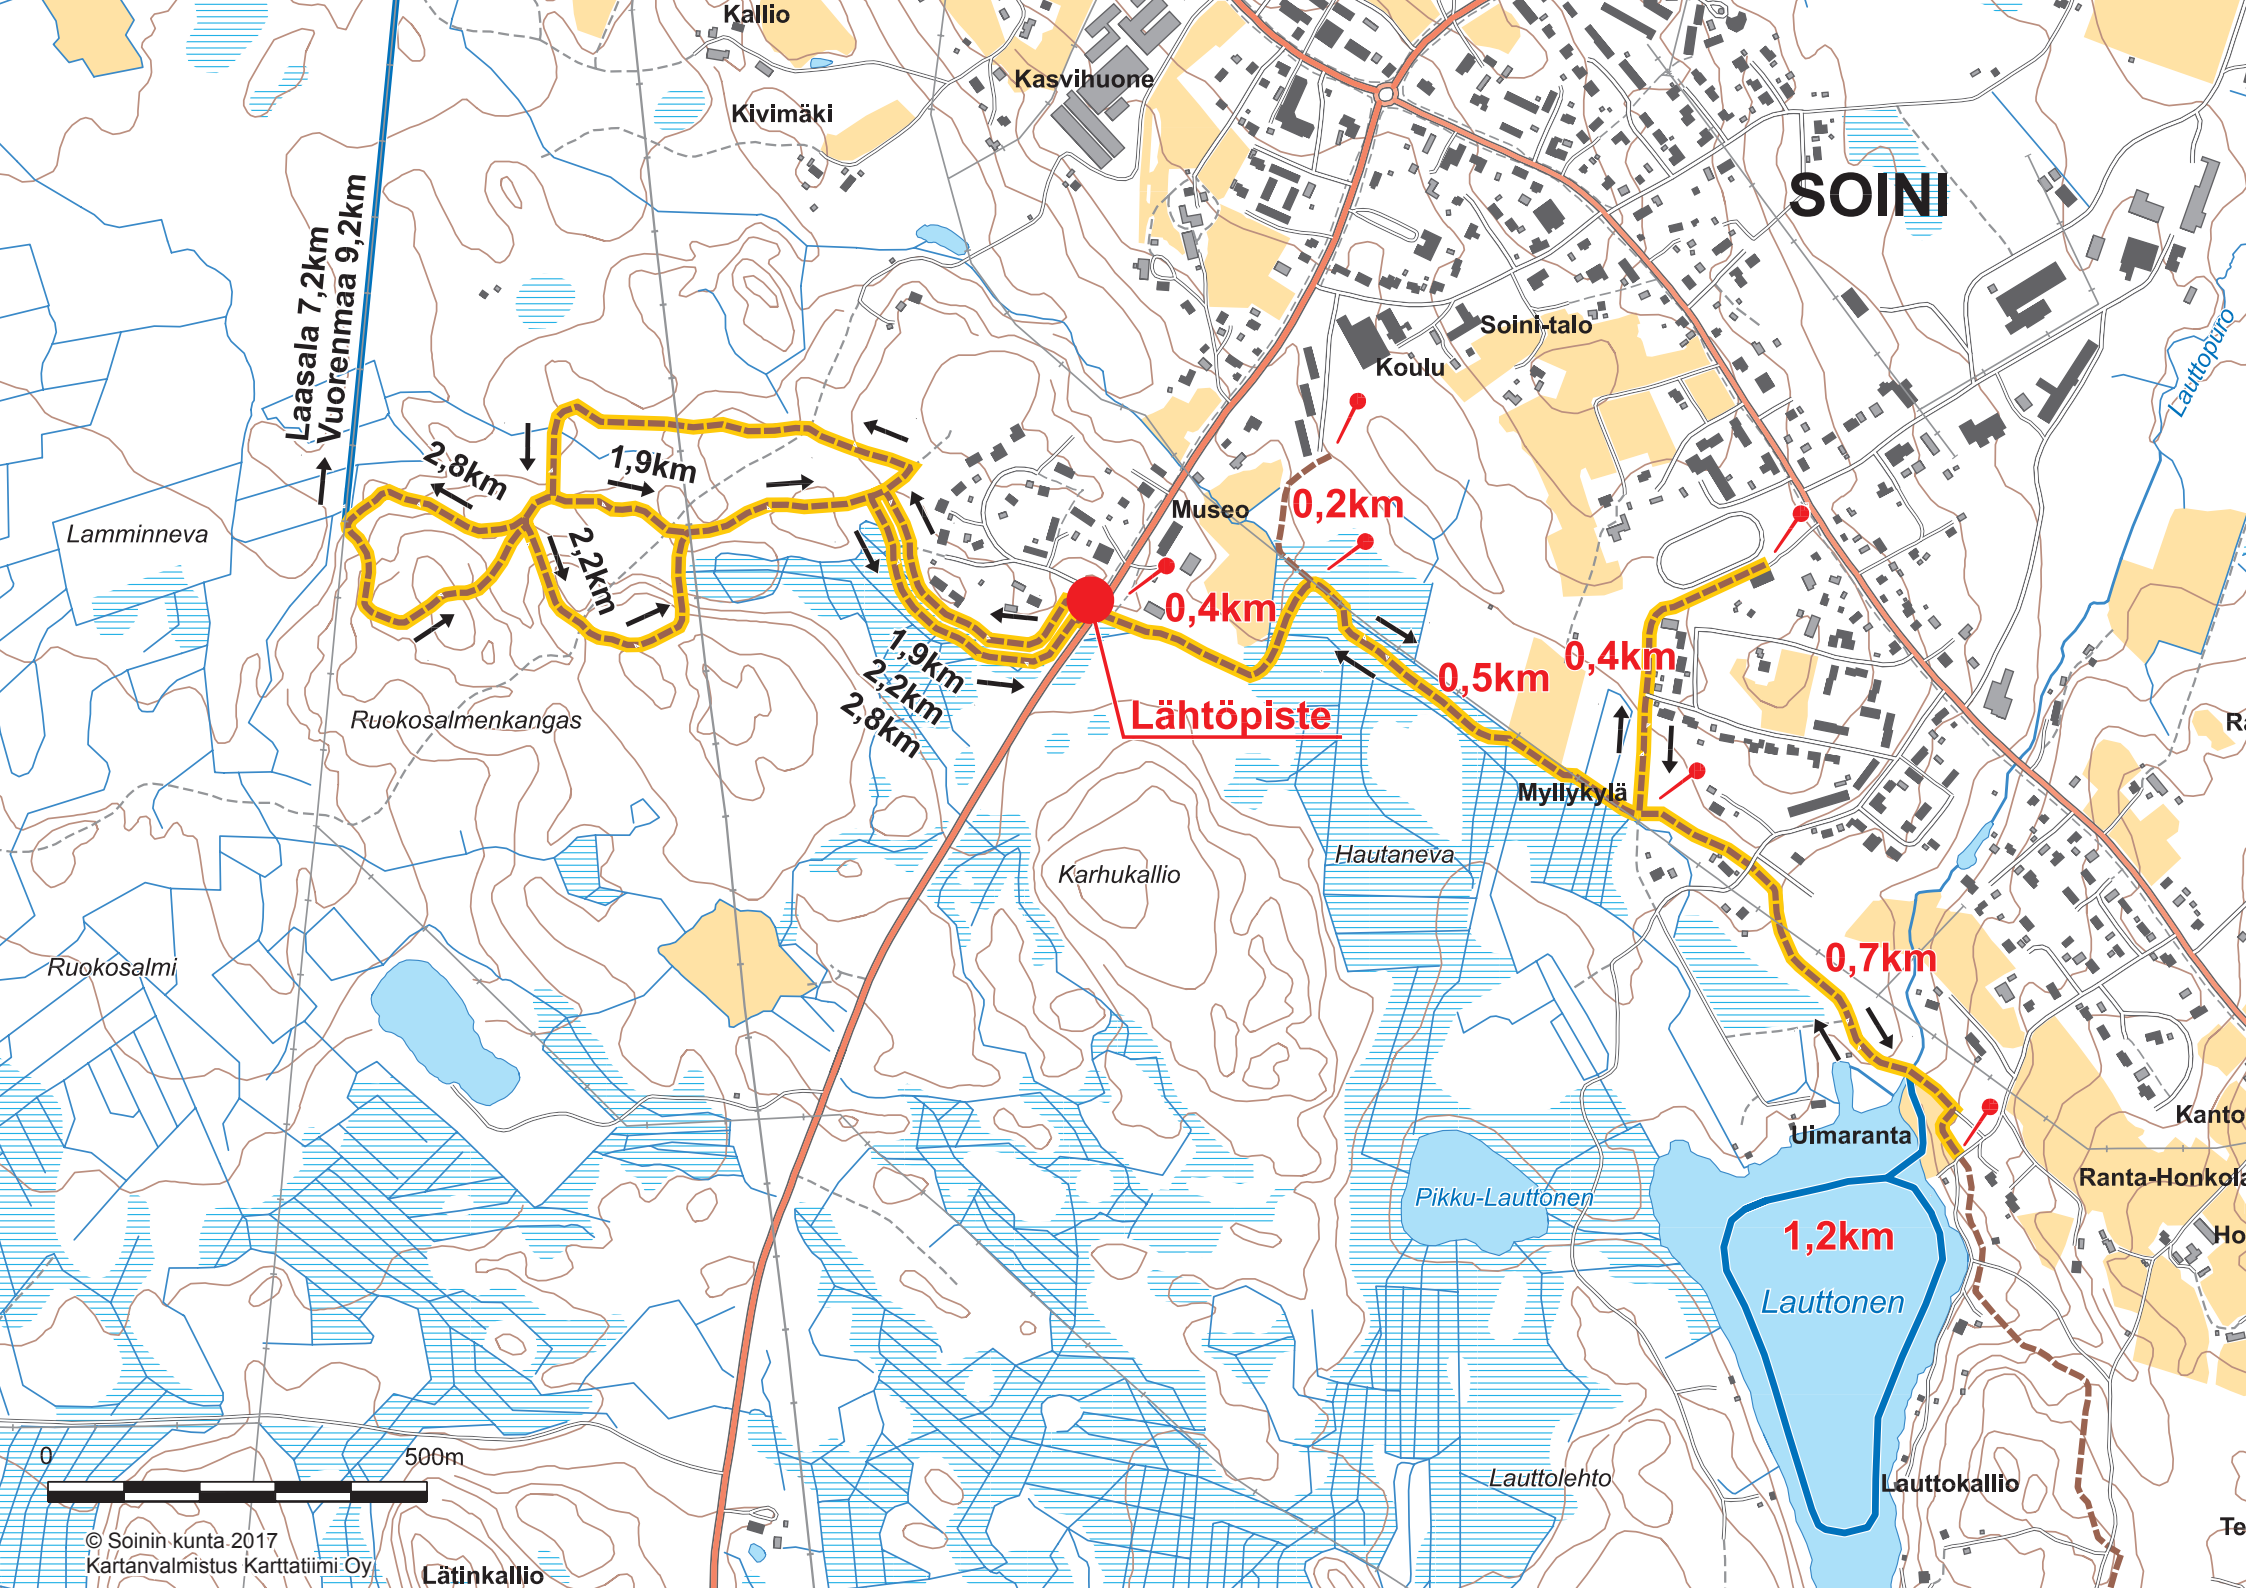 Kallio
Kasvihuone
Kivimäki
SOINI
Laasala 7,2km
Vuorenmaa 9,2km
Soini-talo
Koulu
Lauttopuro
2,8km
1,9km
Museo
0,2km
Lamminneva
2,2km
0,4km
1,9km
2,2km
2,8km
0,5km
0,4km
Lähtöpiste
Ruokosalmenkangas
Myllykylä
Hautaneva
Karhukallio
Ruokosalmi
0,7km
Uimaranta
Kanto
Ranta-Honkola
Pikku-Lauttonen
1,2km
Ho
Lauttonen
0
500m
Lauttolehto
Lauttokallio
Te
© Soinin kunta 2017
Kartanvalmistus Karttatiimi Oy
Lätinkallio